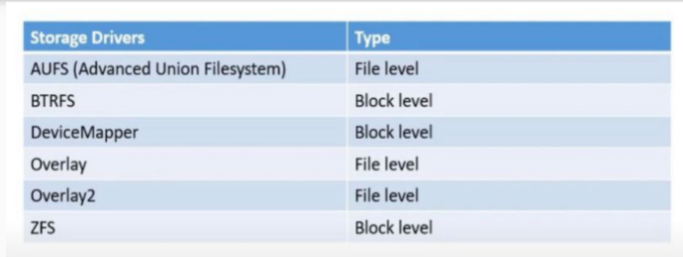 Storage Drivers Type
AUFS (Advanced Union Filesystem) File level
BTRFS Block level
DeviceMapper Block level
Overlay File level
Overlay2 File level
ZFS Block level